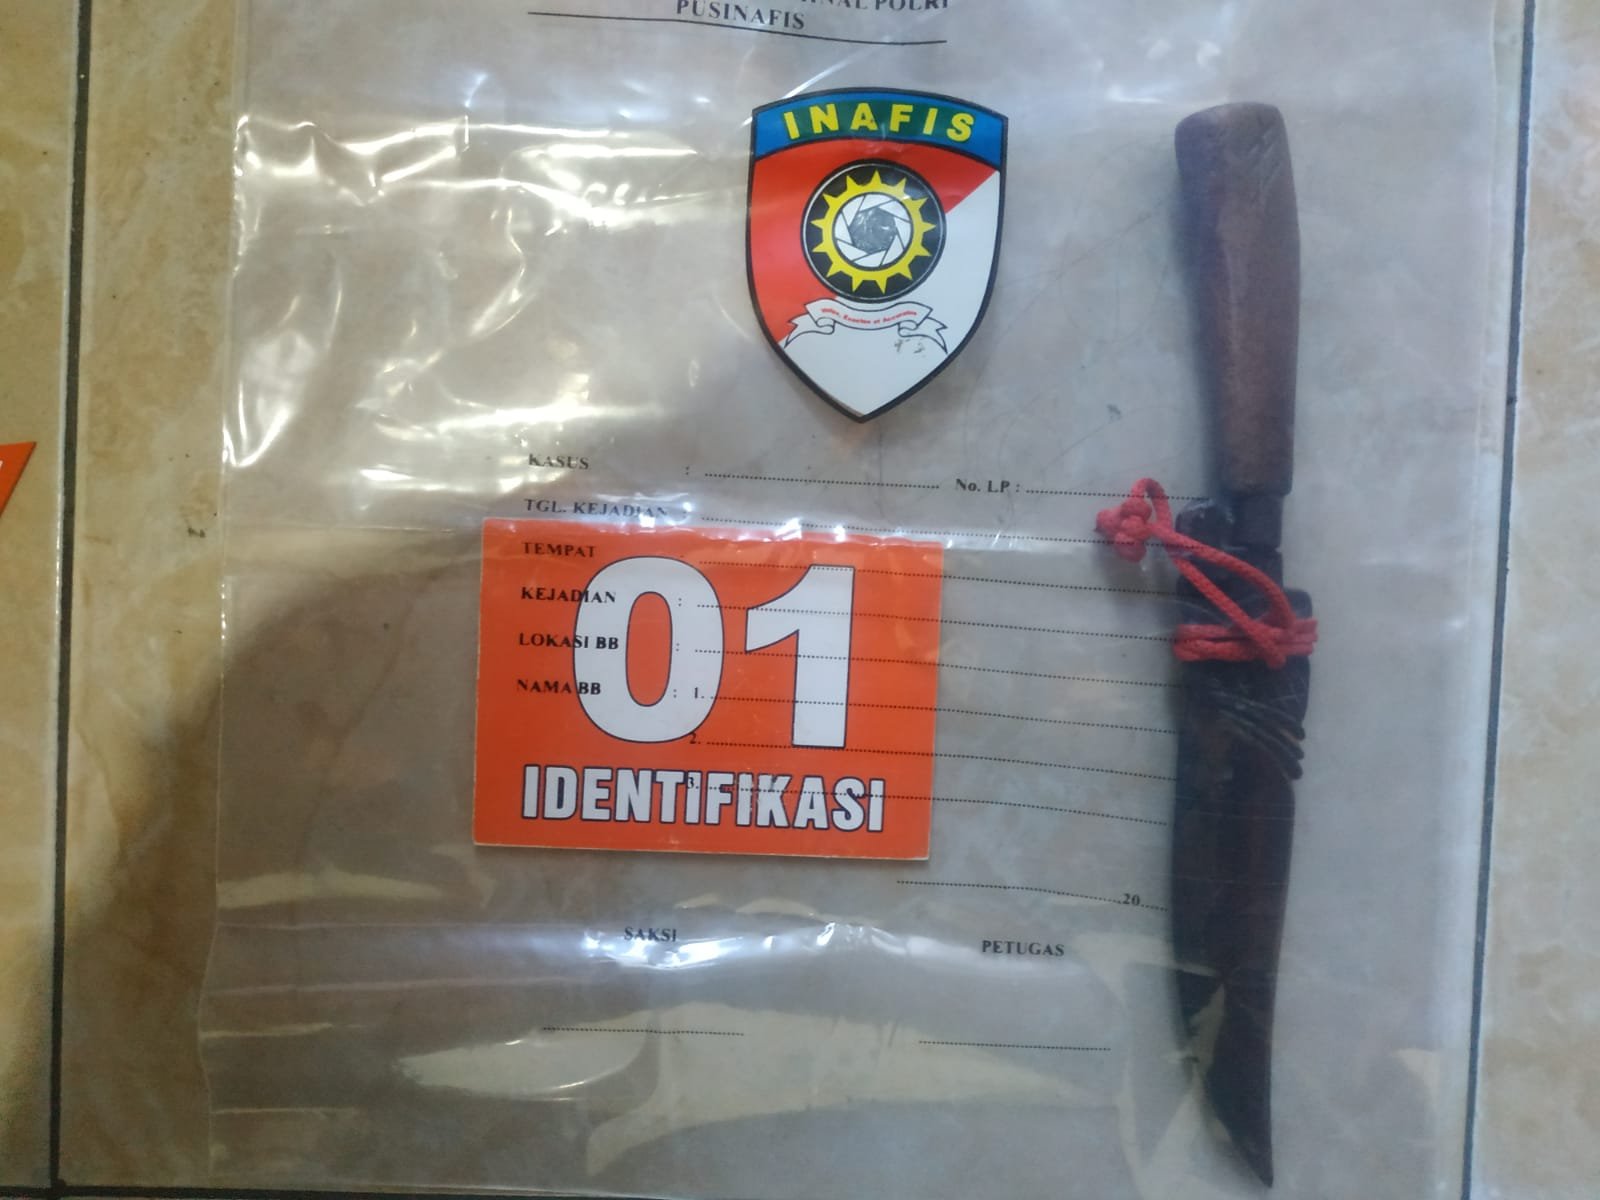 PUSINAFIS
INAFIS
KASUS : No. LP :
TGL. KEJADIAN :
TEMPAT
KEJADIAN :
LOKASI BB :
NAMA BB : 1.
2.
3.
01
IDENTIFIKASI
20
SAKSI PETUGAS